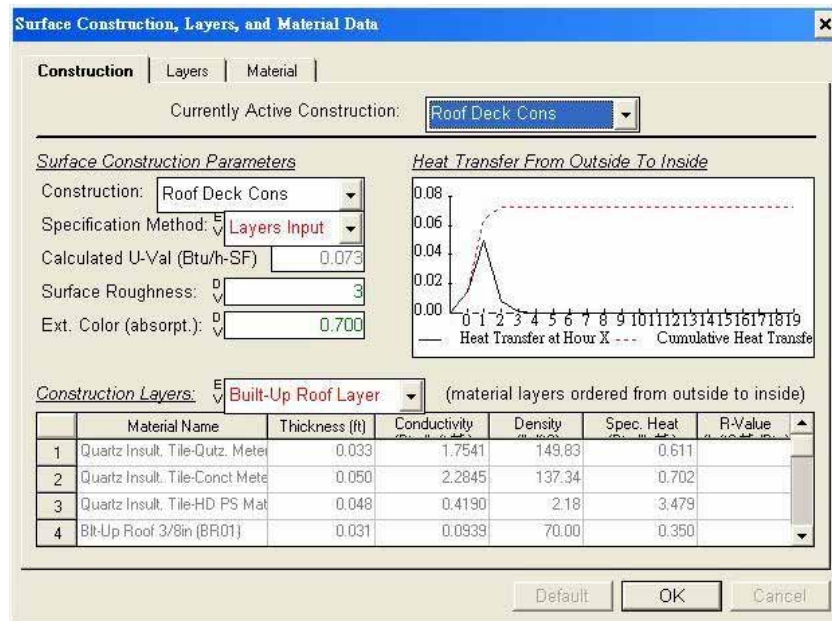 Surface Construction, Layers, and Material Data
Construction Layers Material
Currently Active Construction: Roof Deck Cons
Surface Construction Parameters
Construction: Roof Deck Cons
Specification Method: E V Layers Input
Calculated U-Val (Btu/h-SF) 0.073
Surface Roughness: D V 3
Ext. Color (absorpt.): D V 0.700
Heat Transfer From Outside To Inside
0.08
0.06
0.04
0.02
0.00
0 1 2 3 4 5 6 7 8 9 10 11 12 13 14 15 16 17 18 19
Heat Transfer at Hour X - - - Cumulative Heat Transfe
Construction Layers: E V Built-Up Roof Layer (material layers ordered from outside to inside)
Material Name Thickness (ft) Conductivity Density Spec. Heat R-Value
1 Quartz Insult. Tile-Qutz. Meter 0.033 1.7541 149.83 0.611
2 Quartz Insult. Tile-Conct Mete 0.050 2.2845 137.34 0.702
3 Quartz Insult. Tile-HD PS Mat 0.048 0.4190 2.18 3.479
4 Blt-Up Roof 3/8in (BR01) 0.031 0.0939 70.00 0.350
Default OK Cancel